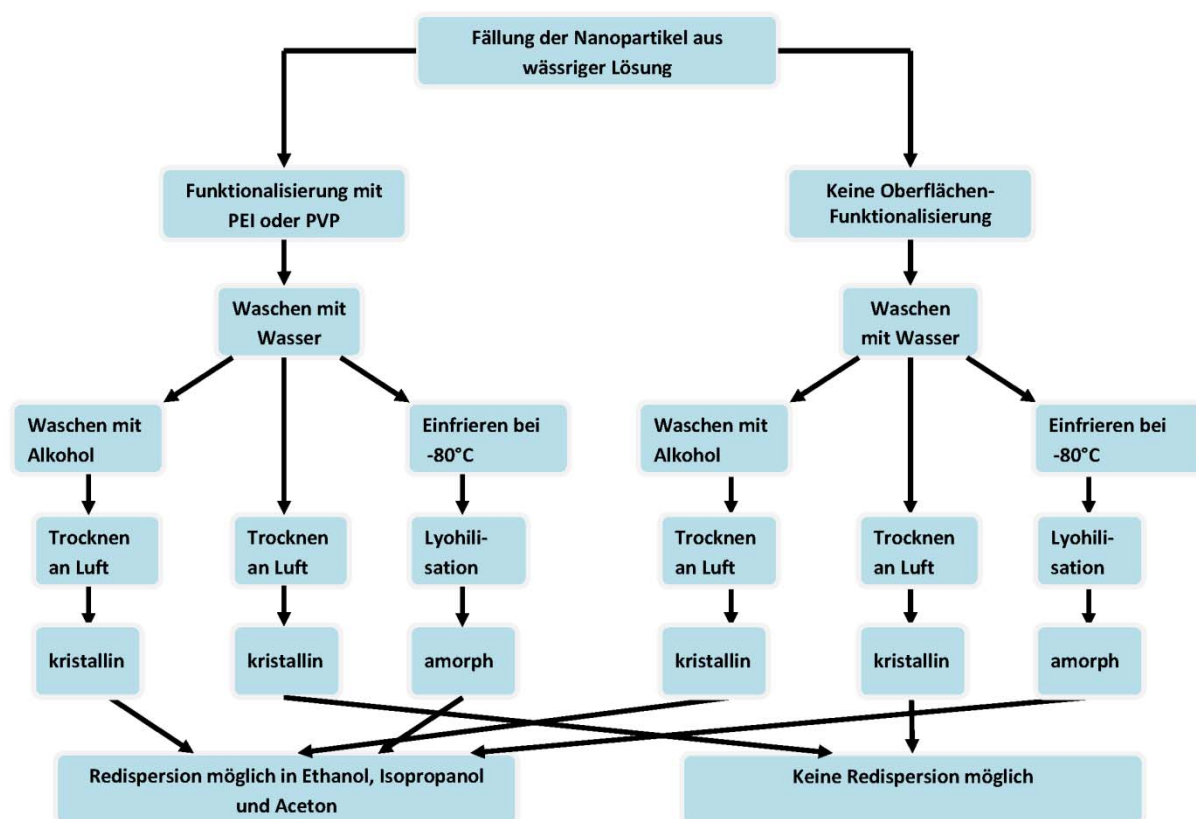 Fällung der Nanopartikel aus
wässriger Lösung
Funktionalisierung mit
PEI oder PVP
Keine Oberflächen-
Funktionalisierung
Waschen mit
Wasser
Waschen
mit Wasser
Waschen mit
Alkohol
Einfrieren bei
-80°C
Waschen mit
Alkohol
Einfrieren bei
-80°C
Trocknen
an Luft
Trocknen
an Luft
Lyohili-
sation
Trocknen
an Luft
Trocknen
an Luft
Lyohili-
sation
kristallin
kristallin
amorph
kristallin
kristallin
amorph
Redispersion möglich in Ethanol, Isopropanol
und Aceton
Keine Redispersion möglich